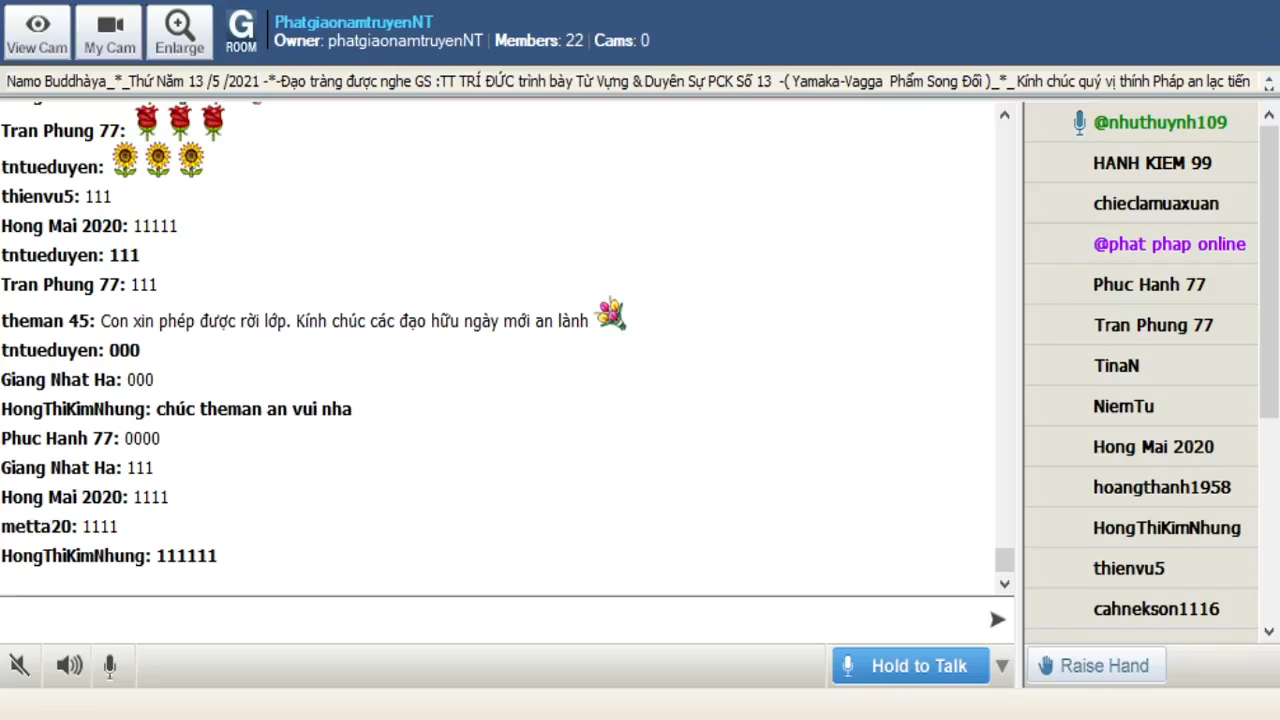 View Cam
My Cam
Enlarge
G
ROOM
PhatgiaonamtruyenNT
Owner: phatgiaonamtruyenNT | Members: 22 | Cams: 0
Namo Buddhàya_*_Thứ Năm 13 /5 /2021 -*-Đạo tràng được nghe GS :TT TRÍ ĐỨC trình bày Từ Vựng & Duyên Sự PCK Số 13 -( Yamaka-Vagga Phẩm Song Đối )_*_ Kính chúc quý vị thính Pháp an lạc tiến
Tran Phung 77:
tntueduyen:
thienvu5: 111
Hong Mai 2020: 11111
tntueduyen: 111
Tran Phung 77: 111
theman 45: Con xin phép được rời lớp. Kính chúc các đạo hữu ngày mới an lành
tntueduyen: 000
Giang Nhat Ha: 000
HongThiKimNhung: chúc theman an vui nha
Phuc Hanh 77: 0000
Giang Nhat Ha: 111
Hong Mai 2020: 1111
metta20: 1111
HongThiKimNhung: 111111
@nhuthuynh109
HANH KIEM 99
chieclamuaxuan
@phat phap online
Phuc Hanh 77
Tran Phung 77
TinaN
NiemTu
Hong Mai 2020
hoangthanh1958
HongThiKimNhung
thienvu5
cahnekson1116
Hold to Talk
Raise Hand